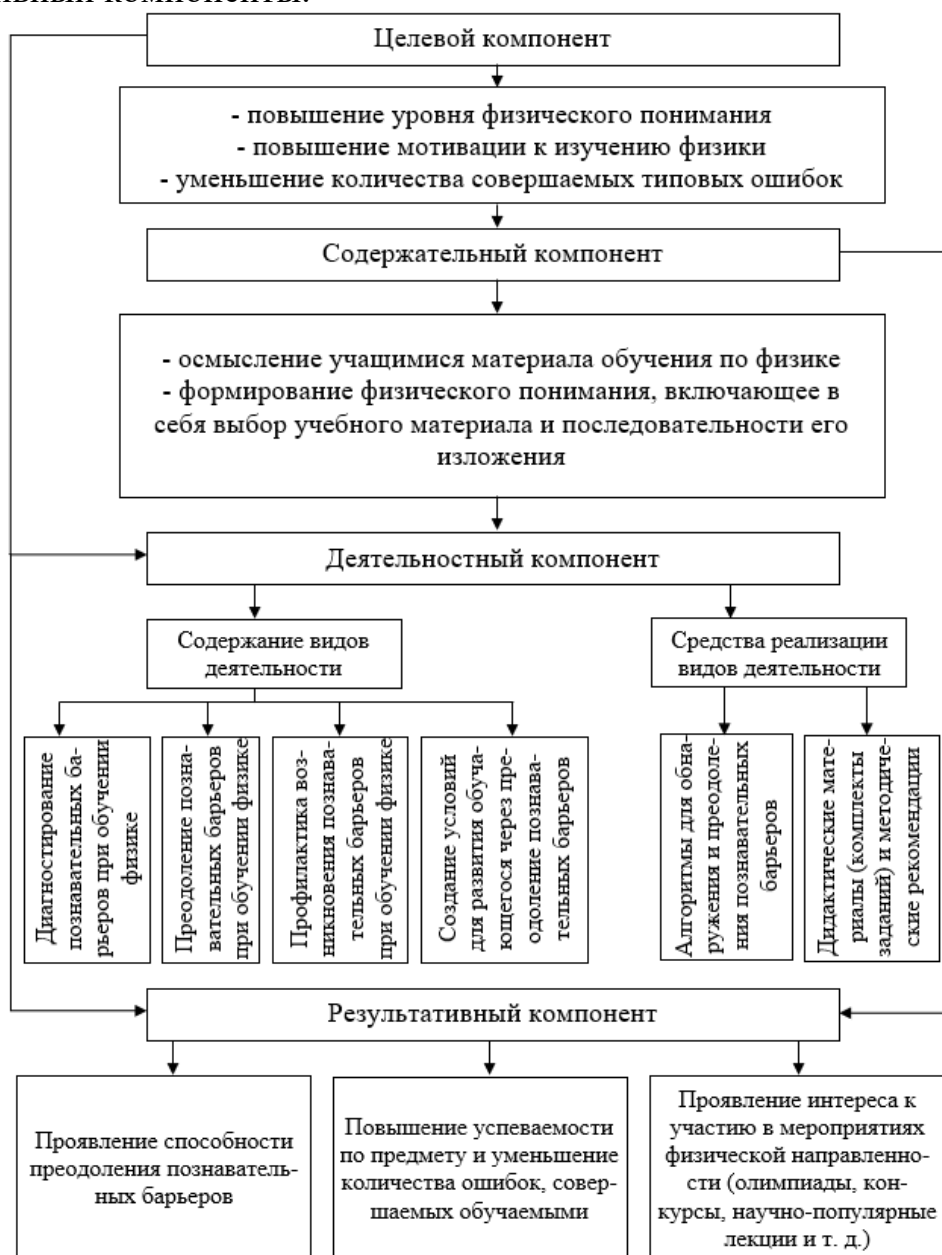 Целевой компонент
- повышение уровня физического понимания
- повышение мотивации к изучению физики
- уменьшение количества совершаемых типовых ошибок
Содержательный компонент
- осмысление учащимися материала обучения по физике
- формирование физического понимания, включающее в
себя выбор учебного материала и последовательности его
изложения
Деятельностный компонент
Содержание видов
деятельности
Средства реализации
видов деятельности
Диагностирование
познавательных ба-
рьеров при обучении
физике
Преодоление позна-
вательных барьеров
при обучении физике
Профилактика воз-
никновения познава-
тельных барьеров
при обучении физике
Создание условий
для развития обуча-
ющегося через пре-
одоление познава-
тельных барьеров
Алгоритмы для обна-
ружения и преодоле-
ния познавательных
барьеров
Дидактические мате-
риалы (комплекты
заданий) и методиче-
ские рекомендации
Результативный компонент
Проявление способности
преодоления познаватель-
ных барьеров
Повышение успеваемости
по предмету и уменьшение
количества ошибок, совер-
шаемых обучаемыми
Проявление интереса к
участию в мероприятиях
физической направленно-
сти (олимпиады, кон-
курсы, научно-популярные
лекции и т. д.)